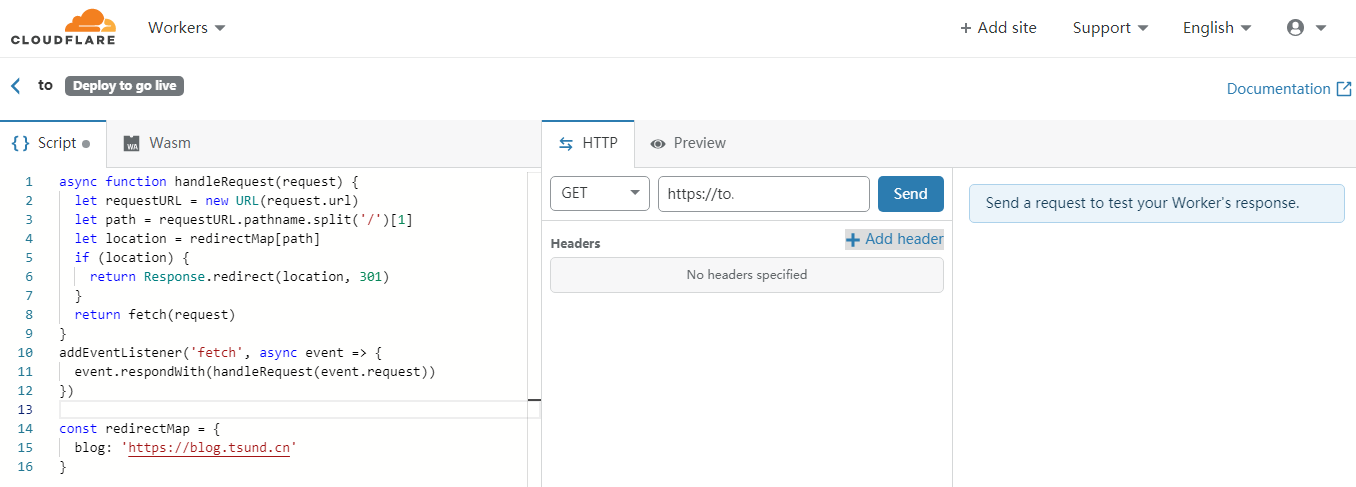 CLOUDFLARE
Workers
+ Add site
Support
English
to
Deploy to go live
Documentation
{ } Script
WA
Wasm
HTTP
Preview
1 async function handleRequest(request) {
2 let requestURL = new URL(request.url)
3 let path = requestURL.pathname.split('/')[1]
4 let location = redirectMap[path]
5 if (location) {
6 return Response.redirect(location, 301)
7 }
8 return fetch(request)
9 }
10 addEventListener('fetch', async event => {
11 event.respondWith(handleRequest(event.request))
12 })
13
14 const redirectMap = {
15 blog: 'https://blog.tsund.cn'
16 }
GET
https://to.
Send
Headers
+ Add header
No headers specified
Send a request to test your Worker's response.